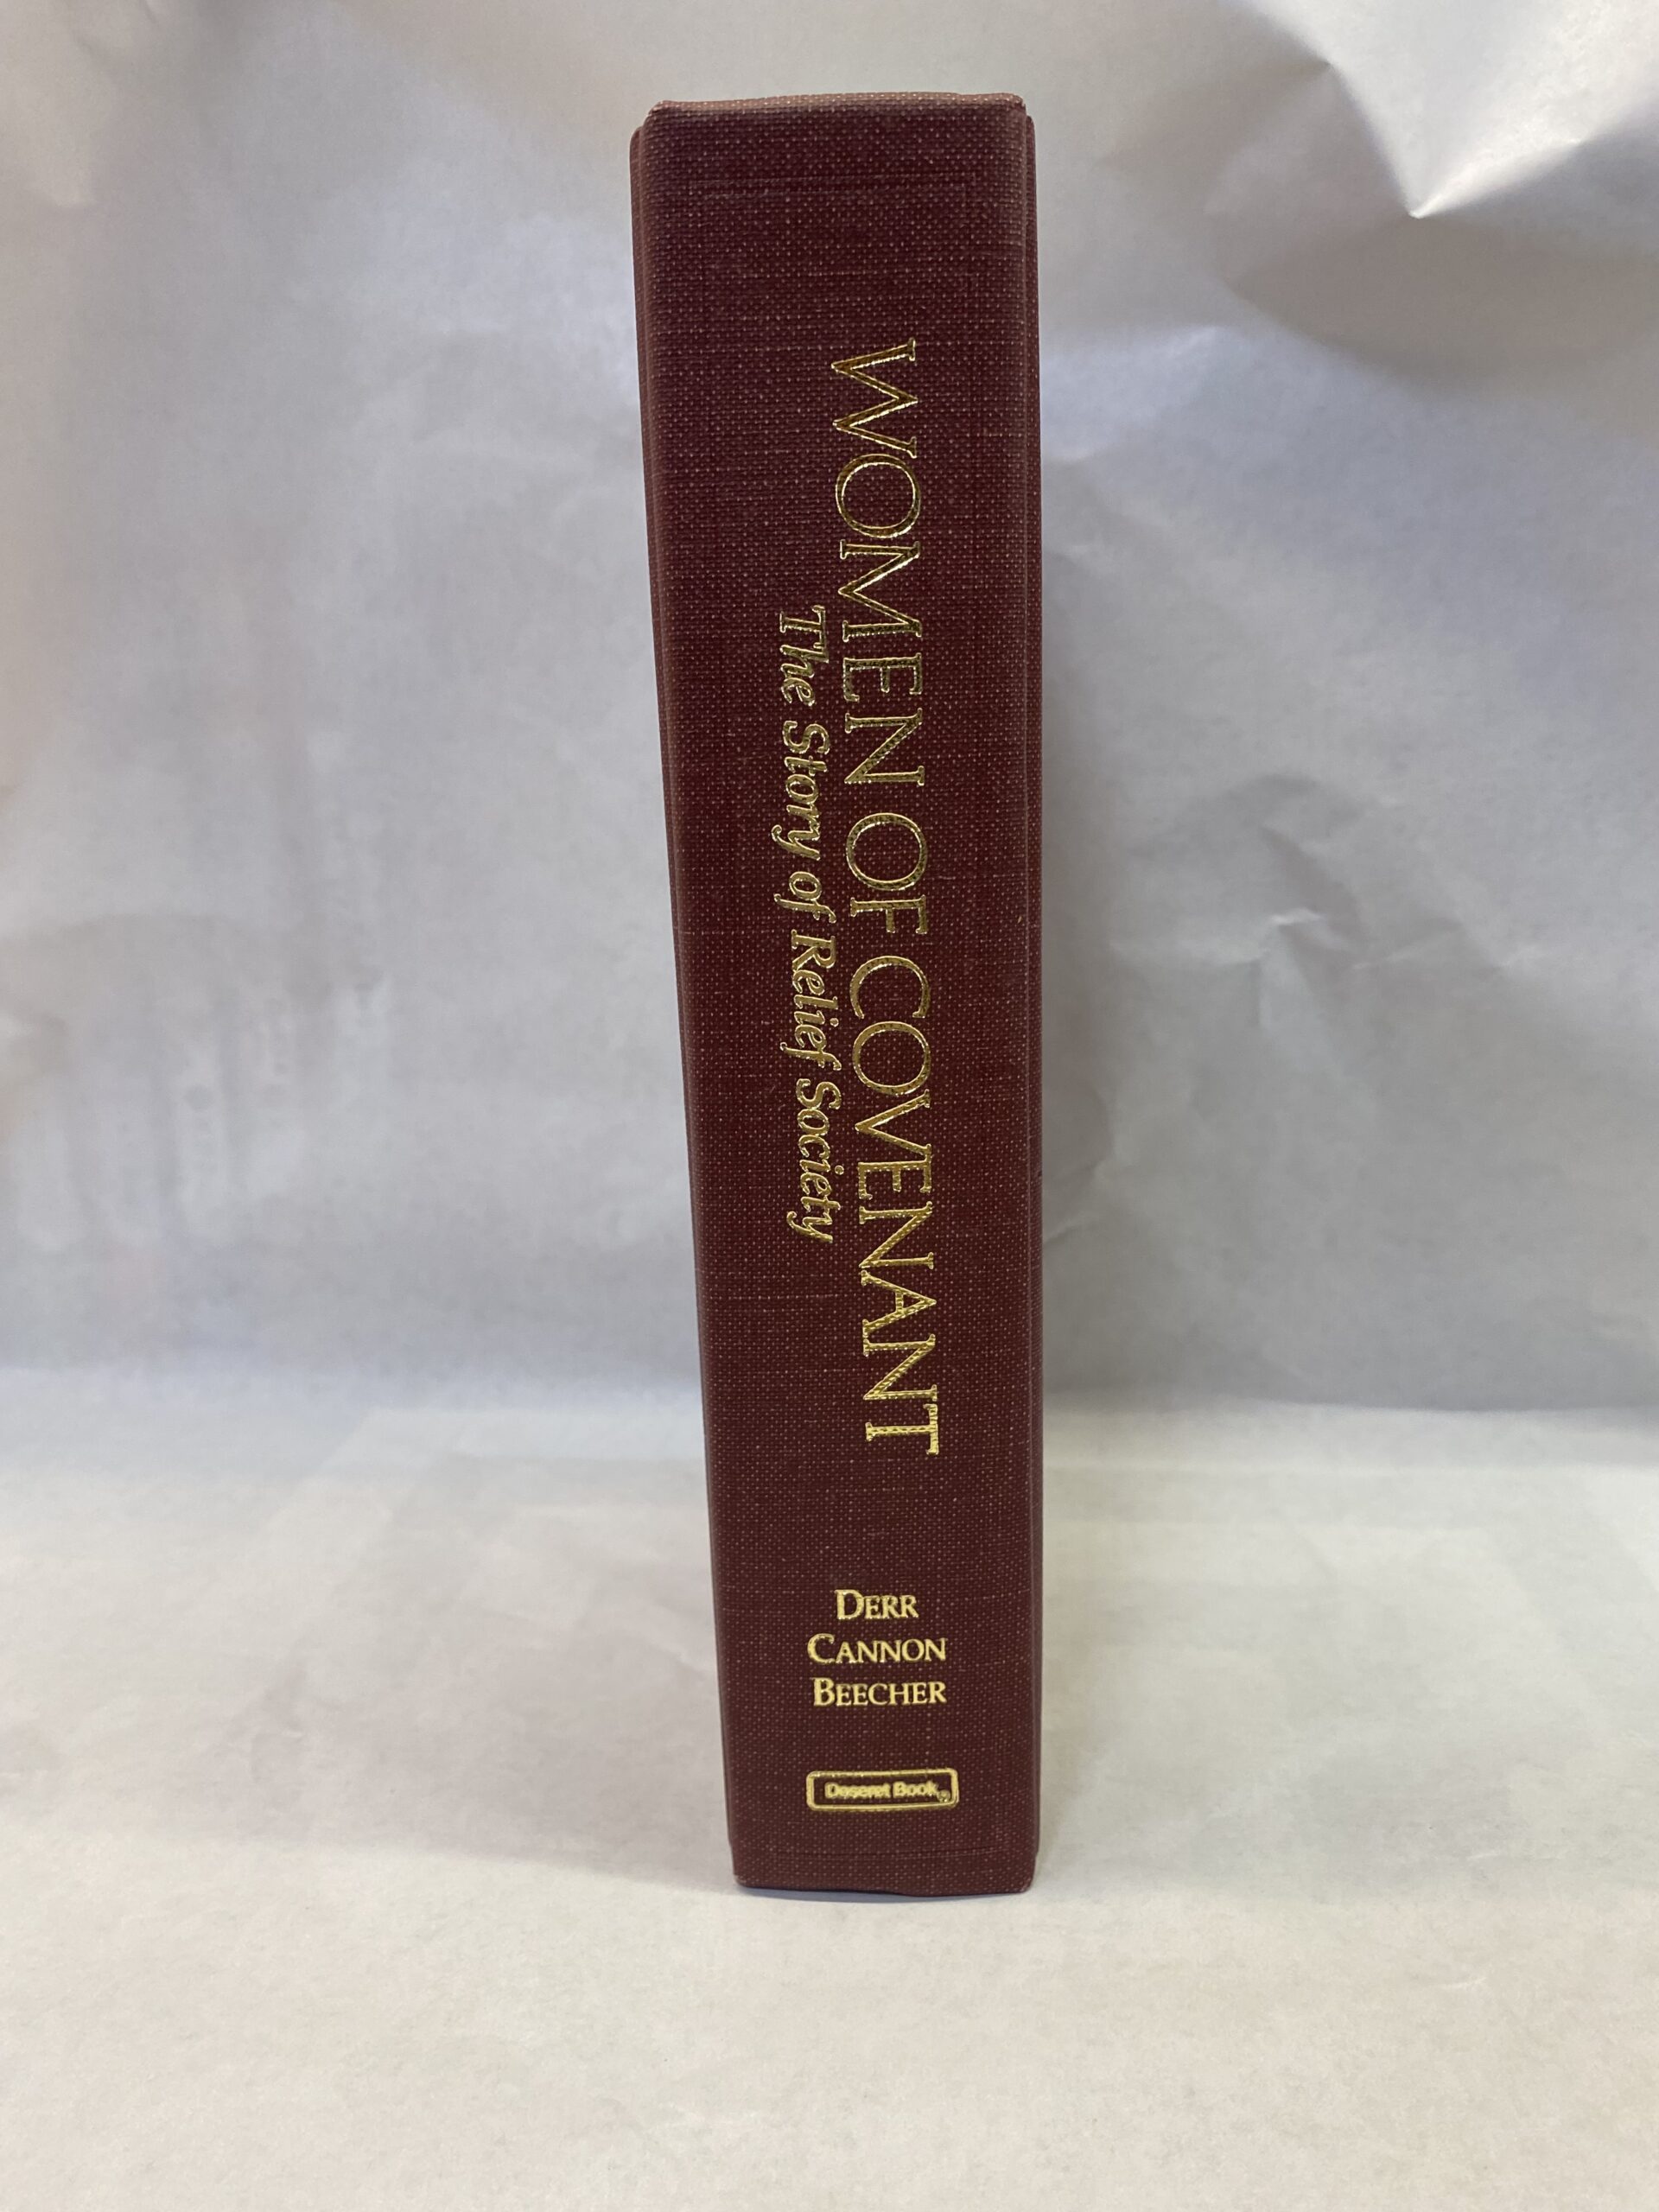 WOMEN OF COVENANT
The Story of Relief Society
DERR
CANNON
BEECHER
Deseret Book®